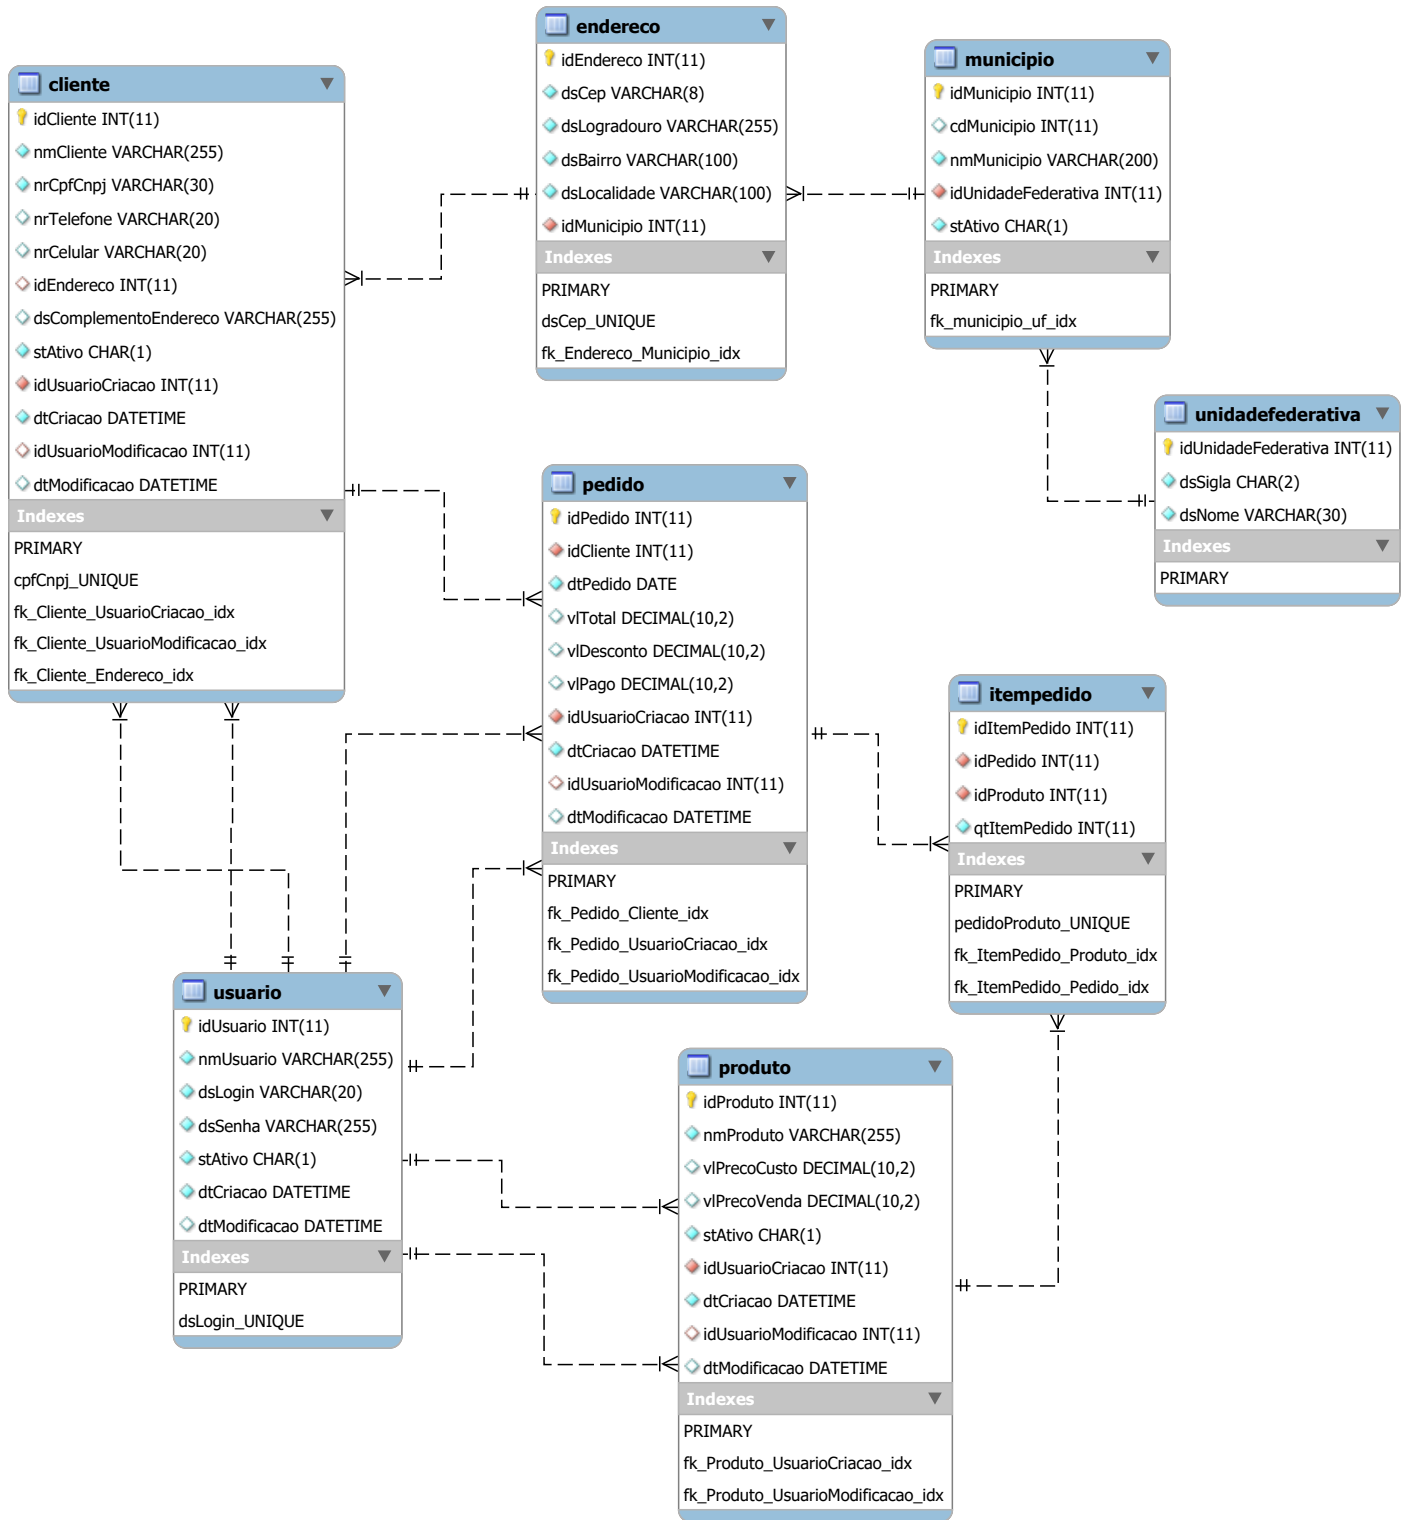 cliente
idCliente INT(11)
nmCliente VARCHAR(255)
nrCpfCnpj VARCHAR(30)
nrTelefone VARCHAR(20)
nrCelular VARCHAR(20)
idEndereco INT(11)
dsComplementoEndereco VARCHAR(255)
stAtivo CHAR(1)
idUsuarioCriacao INT(11)
dtCriacao DATETIME
idUsuarioModificacao INT(11)
dtModificacao DATETIME
Indexes
PRIMARY
cpfCnpj_UNIQUE
fk_Cliente_UsuarioCriacao_idx
fk_Cliente_UsuarioModificacao_idx
fk_Cliente_Endereco_idx
endereco
idEndereco INT(11)
dsCep VARCHAR(8)
dsLogradouro VARCHAR(255)
dsBairro VARCHAR(100)
dsLocalidade VARCHAR(100)
idMunicipio INT(11)
Indexes
PRIMARY
dsCep_UNIQUE
fk_Endereco_Municipio_idx
municipio
idMunicipio INT(11)
cdMunicipio INT(11)
nmMunicipio VARCHAR(200)
idUnidadeFederativa INT(11)
stAtivo CHAR(1)
Indexes
PRIMARY
fk_municipio_uf_idx
unidadefederativa
idUnidadeFederativa INT(11)
dsSigla CHAR(2)
dsNome VARCHAR(30)
Indexes
PRIMARY
pedido
idPedido INT(11)
idCliente INT(11)
dtPedido DATE
vlTotal DECIMAL(10,2)
vlDesconto DECIMAL(10,2)
vlPago DECIMAL(10,2)
idUsuarioCriacao INT(11)
dtCriacao DATETIME
idUsuarioModificacao INT(11)
dtModificacao DATETIME
Indexes
PRIMARY
fk_Pedido_Cliente_idx
fk_Pedido_UsuarioCriacao_idx
fk_Pedido_UsuarioModificacao_idx
itempedido
idItemPedido INT(11)
idPedido INT(11)
idProduto INT(11)
qtItemPedido INT(11)
Indexes
PRIMARY
pedidoProduto_UNIQUE
fk_ItemPedido_Produto_idx
fk_ItemPedido_Pedido_idx
usuario
idUsuario INT(11)
nmUsuario VARCHAR(255)
dsLogin VARCHAR(20)
dsSenha VARCHAR(255)
stAtivo CHAR(1)
dtCriacao DATETIME
dtModificacao DATETIME
Indexes
PRIMARY
dsLogin_UNIQUE
produto
idProduto INT(11)
nmProduto VARCHAR(255)
vlPrecoCusto DECIMAL(10,2)
vlPrecoVenda DECIMAL(10,2)
stAtivo CHAR(1)
idUsuarioCriacao INT(11)
dtCriacao DATETIME
idUsuarioModificacao INT(11)
dtModificacao DATETIME
Indexes
PRIMARY
fk_Produto_UsuarioCriacao_idx
fk_Produto_UsuarioModificacao_idx